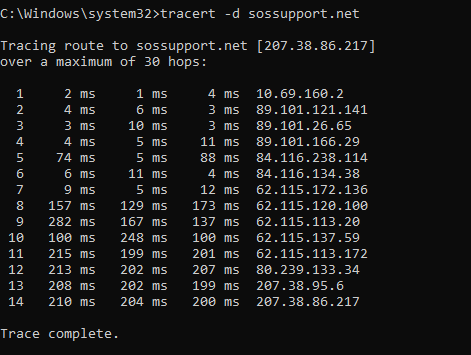 C:\Windows\system32>tracert -d sossupport.net
Tracing route to sossupport.net [207.38.86.217]
over a maximum of 30 hops:
1 2 ms 1 ms 4 ms 10.69.160.2
2 4 ms 6 ms 3 ms 89.101.121.141
3 3 ms 10 ms 3 ms 89.101.26.65
4 4 ms 5 ms 11 ms 89.101.166.29
5 74 ms 5 ms 88 ms 84.116.238.114
6 6 ms 11 ms 4 ms 84.116.134.38
7 9 ms 5 ms 12 ms 62.115.172.136
8 157 ms 129 ms 173 ms 62.115.120.100
9 282 ms 167 ms 137 ms 62.115.113.20
10 100 ms 248 ms 100 ms 62.115.137.59
11 215 ms 199 ms 201 ms 62.115.113.172
12 213 ms 202 ms 207 ms 80.239.133.34
13 208 ms 202 ms 199 ms 207.38.95.6
14 210 ms 204 ms 200 ms 207.38.86.217
Trace complete.